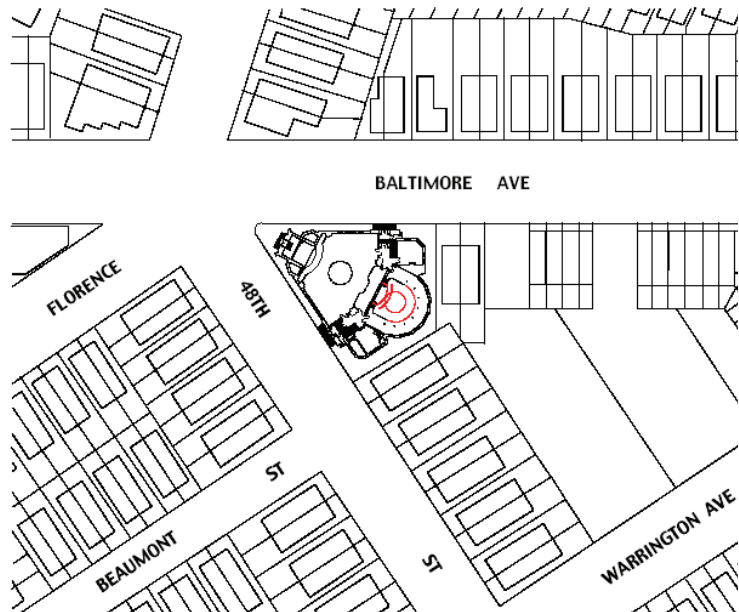 BALTIMORE AVE
FLORENCE
48TH
ST
BEAUMONT
ST
WARRINGTON AVE